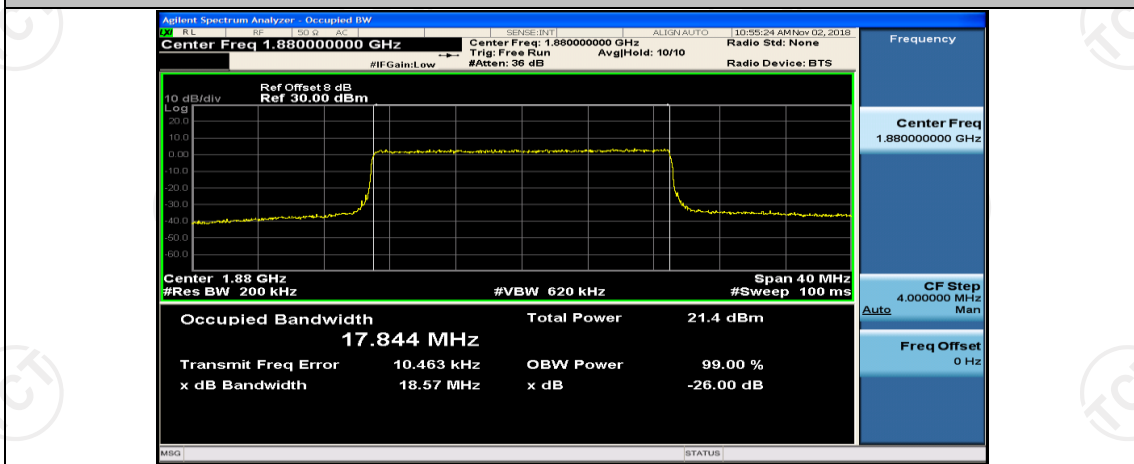 Agilent Spectrum Analyzer - Occupied BW
LXI RL RF 50 Ω AC SENSE:INT ALIGN AUTO 10:55:24 AM Nov 02, 2018
Center Freq 1.880000000 GHz
Center Freq: 1.880000000 GHz
Radio Std: None
Trig: Free Run Avg|Hold: 10/10
#IFGain:Low
#Atten: 36 dB
Radio Device: BTS
Frequency
Ref Offset 8 dB
10 dB/div Ref 30.00 dBm
Log
20.0
10.0
0.00
-10.0
-20.0
-30.0
-40.0
-50.0
-60.0
Center 1.88 GHz Span 40 MHz
#Res BW 200 kHz #VBW 620 kHz #Sweep 100 ms
Occupied Bandwidth Total Power 21.4 dBm
17.844 MHz
Transmit Freq Error 10.463 kHz OBW Power 99.00 %
x dB Bandwidth 18.57 MHz x dB -26.00 dB
Center Freq
1.880000000 GHz
CF Step
4.000000 MHz
Auto Man
Freq Offset
0 Hz
MSG STATUS
TCT